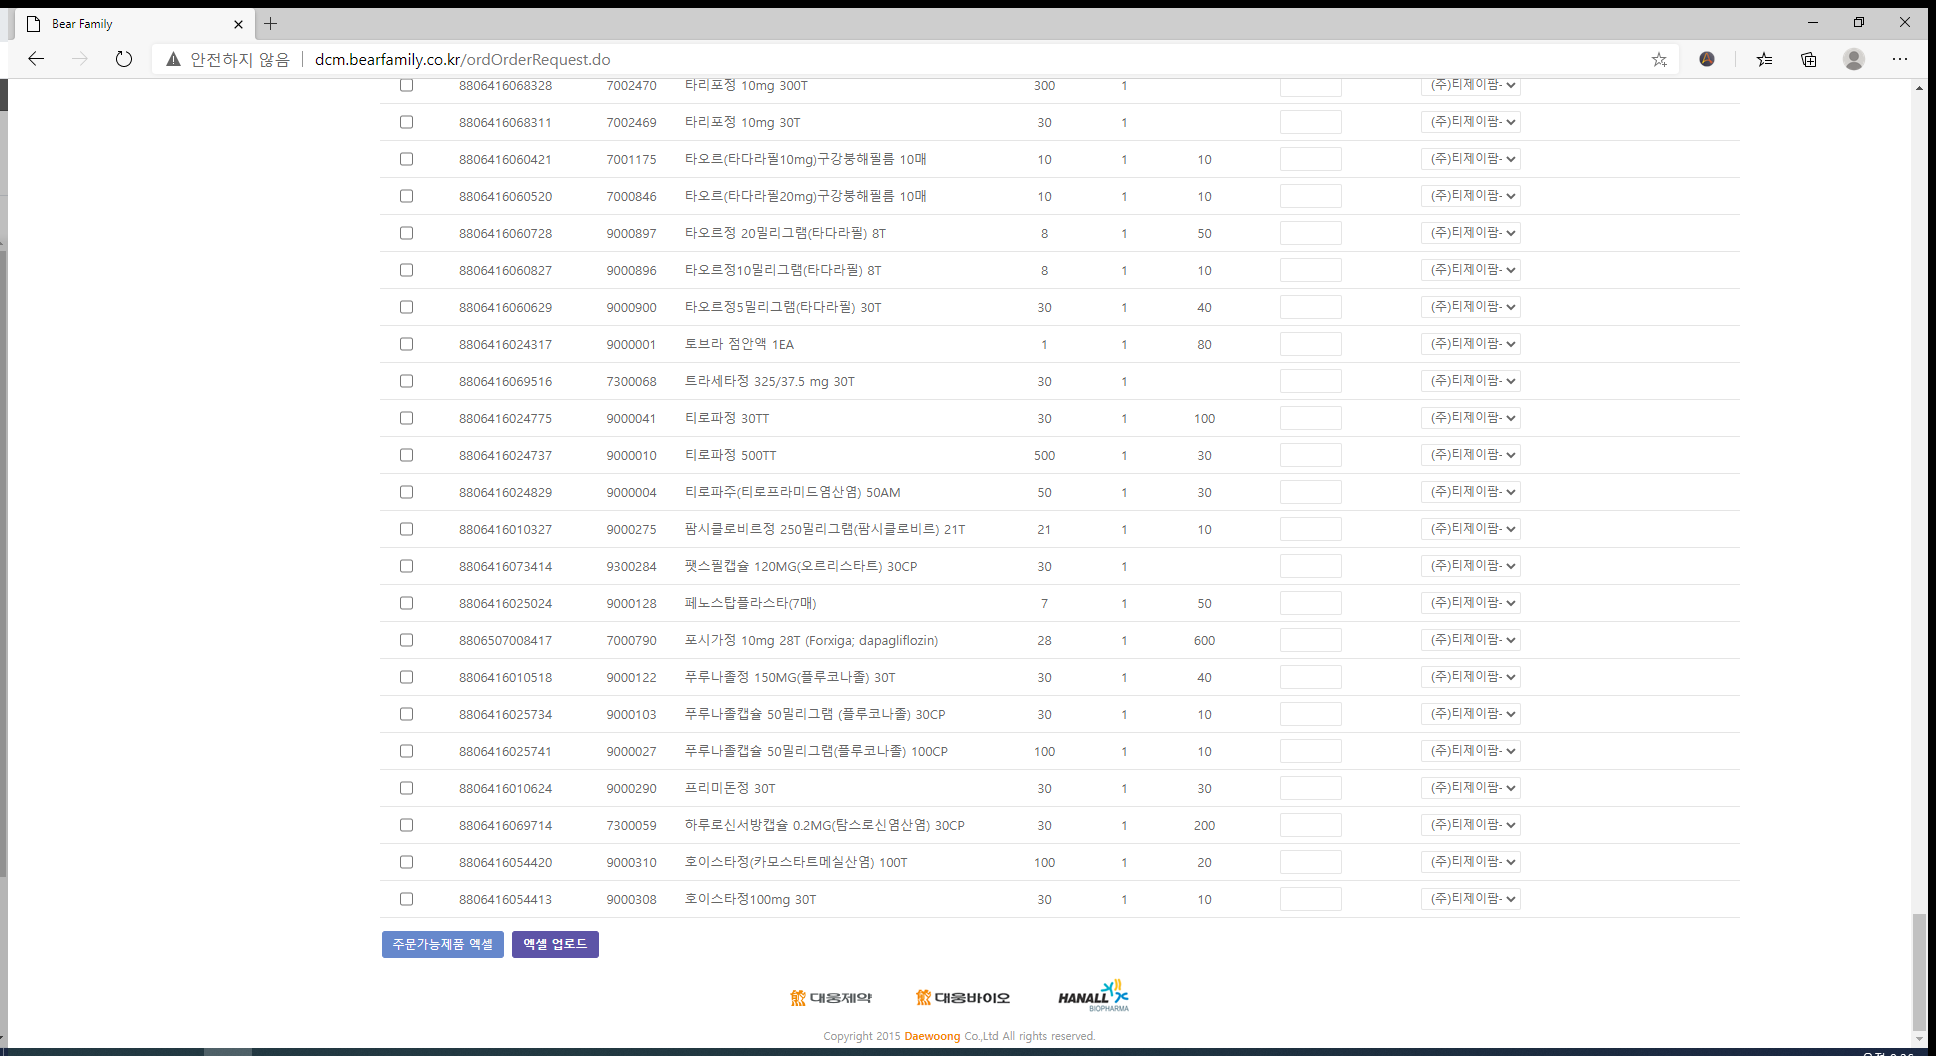 Bear Family
안전하지 않음 dcm.bearfamily.co.kr/ordOrderRequest.do
8806416068328 7002470 타리포정 10mg 300T 300 1 (주)티제이팜-
8806416068311 7002469 타리포정 10mg 30T 30 1 (주)티제이팜-
8806416060421 7001175 타오르(타다라필10mg)구강붕해필름 10매 10 1 10 (주)티제이팜-
8806416060520 7000846 타오르(타다라필20mg)구강붕해필름 10매 10 1 10 (주)티제이팜-
8806416060728 9000897 타오르정 20밀리그램(타다라필) 8T 8 1 50 (주)티제이팜-
8806416060827 9000896 타오르정10밀리그램(타다라필) 8T 8 1 10 (주)티제이팜-
8806416060629 9000900 타오르정5밀리그램(타다라필) 30T 30 1 40 (주)티제이팜-
8806416024317 9000001 토브라 점안액 1EA 1 1 80 (주)티제이팜-
8806416069516 7300068 트라세타정 325/37.5 mg 30T 30 1 (주)티제이팜-
8806416024775 9000041 티로파정 30TT 30 1 100 (주)티제이팜-
8806416024737 9000010 티로파정 500TT 500 1 30 (주)티제이팜-
8806416024829 9000004 티로파주(티로프라미드염산염) 50AM 50 1 30 (주)티제이팜-
8806416010327 9000275 팜시클로비르정 250밀리그램(팜시클로비르) 21T 21 1 10 (주)티제이팜-
8806416073414 9300284 팻스필캡슐 120MG(오르리스타트) 30CP 30 1 (주)티제이팜-
8806416025024 9000128 페노스탑플라스타(7매) 7 1 50 (주)티제이팜-
8806507008417 7000790 포시가정 10mg 28T (Forxiga; dapagliflozin) 28 1 600 (주)티제이팜-
8806416010518 9000122 푸루나졸정 150MG(플루코나졸) 30T 30 1 40 (주)티제이팜-
8806416025734 9000103 푸루나졸캡슐 50밀리그램 (플루코나졸) 30CP 30 1 10 (주)티제이팜-
8806416025741 9000027 푸루나졸캡슐 50밀리그램(플루코나졸) 100CP 100 1 10 (주)티제이팜-
8806416010624 9000290 프리미돈정 30T 30 1 30 (주)티제이팜-
8806416069714 7300059 하루로신서방캡슐 0.2MG(탐스로신염산염) 30CP 30 1 200 (주)티제이팜-
8806416054420 9000310 호이스타정(카모스타트메실산염) 100T 100 1 20 (주)티제이팜-
8806416054413 9000308 호이스타정100mg 30T 30 1 10 (주)티제이팜-
주문가능제품 엑셀 엑셀 업로드
대웅제약 대웅바이오 HANALL
BIOPHARMA
Copyright 2015 Daewoong Co.,Ltd All rights reserved.